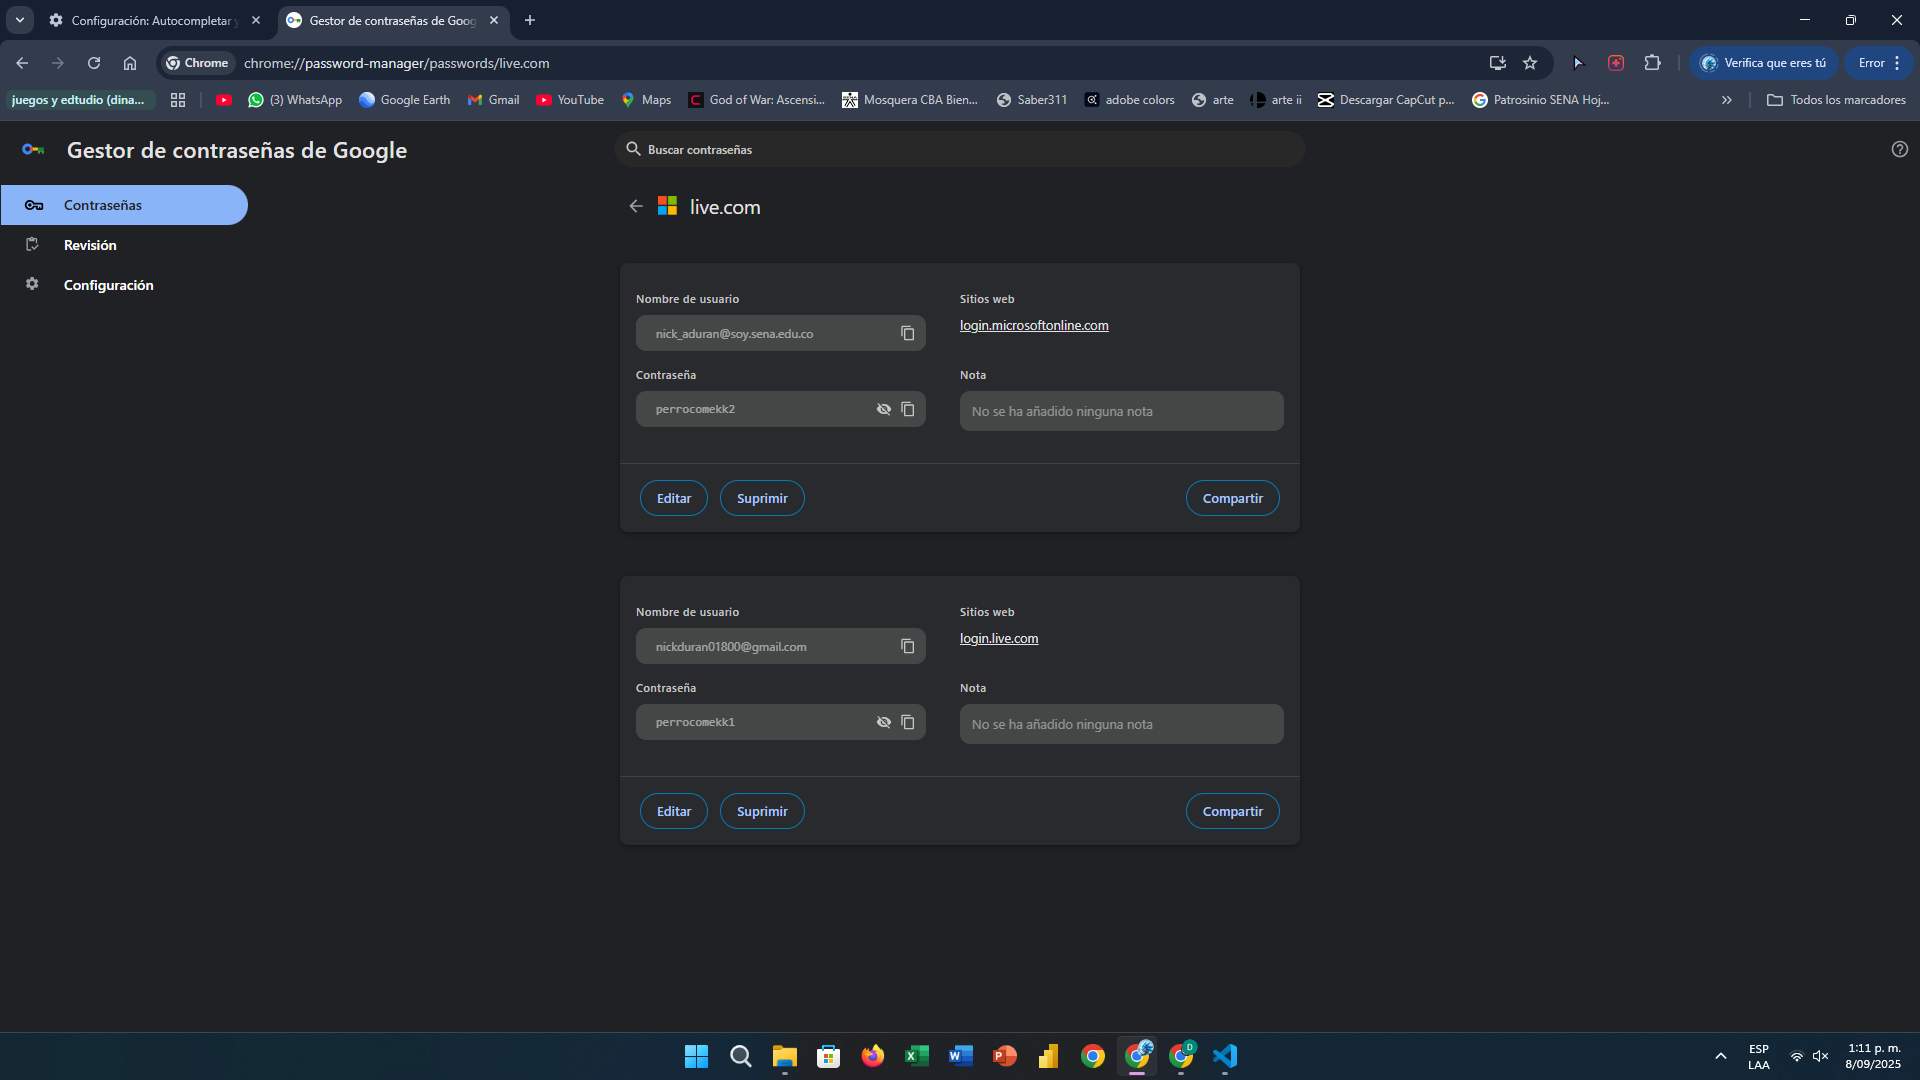 Configuración: Autocompletar y
Gestor de contraseñas de Goog
Chrome
chrome://password-manager/passwords/live.com
Verifica que eres tú
Error
juegos y edtudio (dina...
(3) WhatsApp
Google Earth
Gmail
YouTube
Maps
God of War: Ascensi...
Mosquera CBA Bien...
Saber311
adobe colors
arte
arte ii
Descargar CapCut p...
Patrosinio SENA Hoj...
Todos los marcadores
Gestor de contraseñas de Google
Buscar contraseñas
Contraseñas
Revisión
Configuración
live.com
Nombre de usuario
Sitios web
nick_aduran@soy.sena.edu.co
login.microsoftonline.com
Contraseña
Nota
perrocomekk2
No se ha añadido ninguna nota
Editar
Suprimir
Compartir
Nombre de usuario
Sitios web
nickduran01800@gmail.com
login.live.com
Contraseña
Nota
perrocomekk1
No se ha añadido ninguna nota
Editar
Suprimir
Compartir
ESP
LAA
1:11 p. m.
8/09/2025